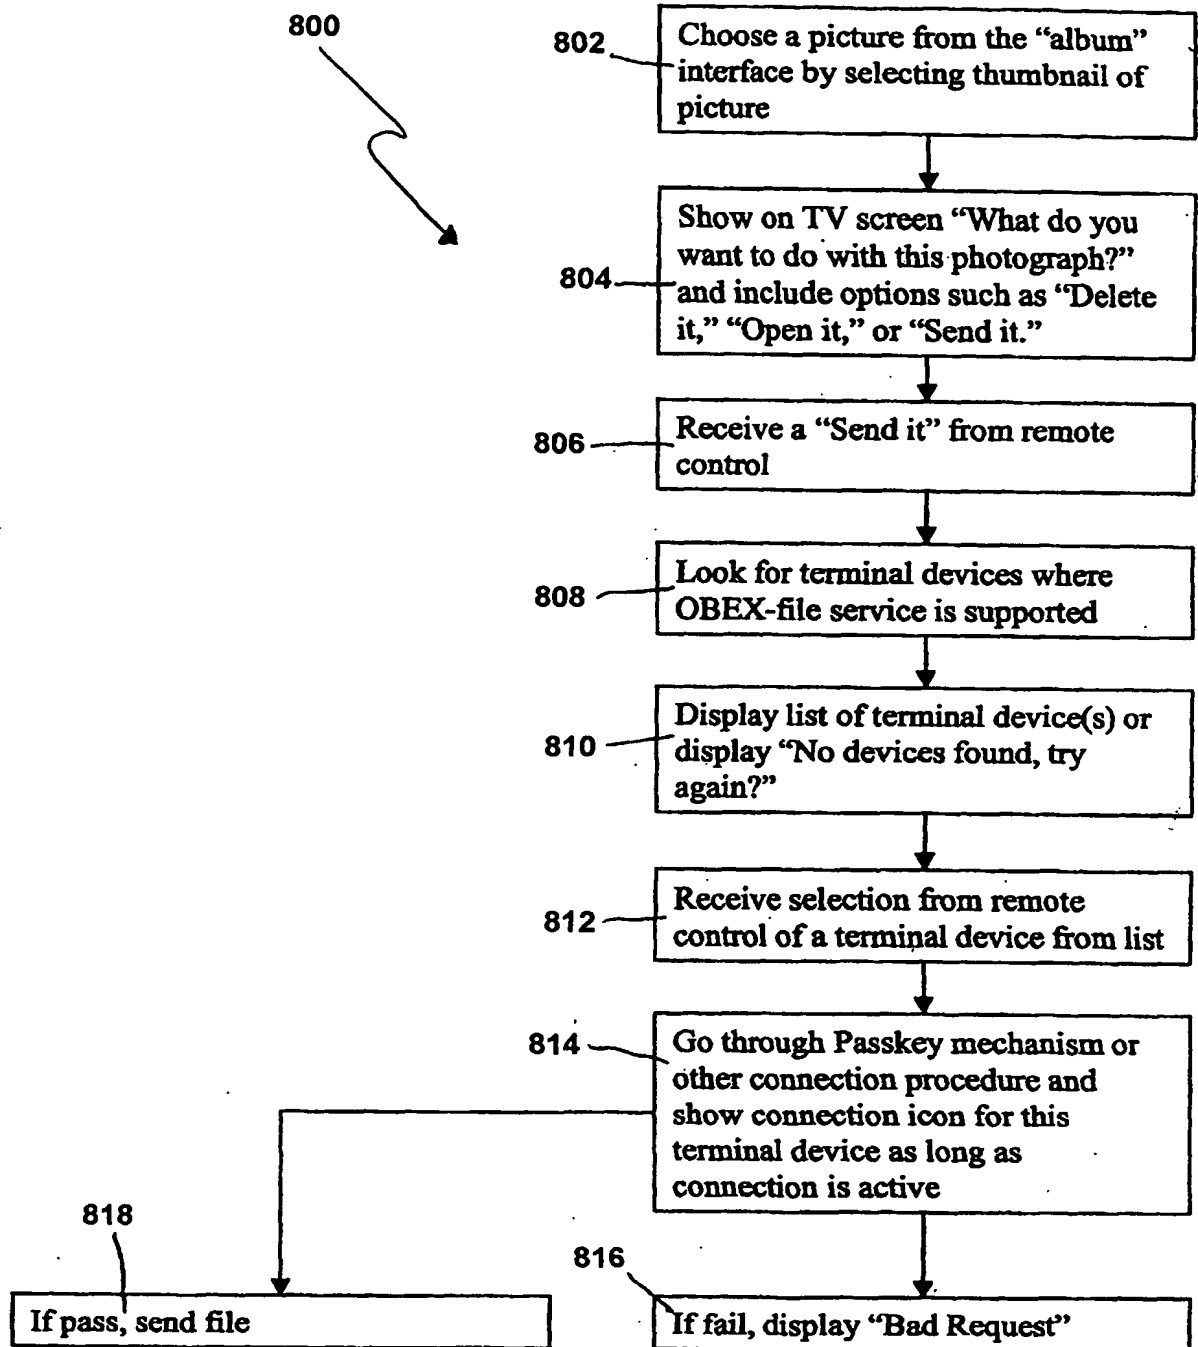 800
802
Choose a picture from the “album”
interface by selecting thumbnail of
picture
804
Show on TV screen “What do you
want to do with this photograph?”
and include options such as “Delete
it,” “Open it,” or “Send it.”
806
Receive a “Send it” from remote
control
808
Look for terminal devices where
OBEX-file service is supported
810
Display list of terminal device(s) or
display “No devices found, try
again?”
812
Receive selection from remote
control of a terminal device from list
814
Go through Passkey mechanism or
other connection procedure and
show connection icon for this
terminal device as long as
connection is active
818
If pass, send file
816
If fail, display “Bad Request”